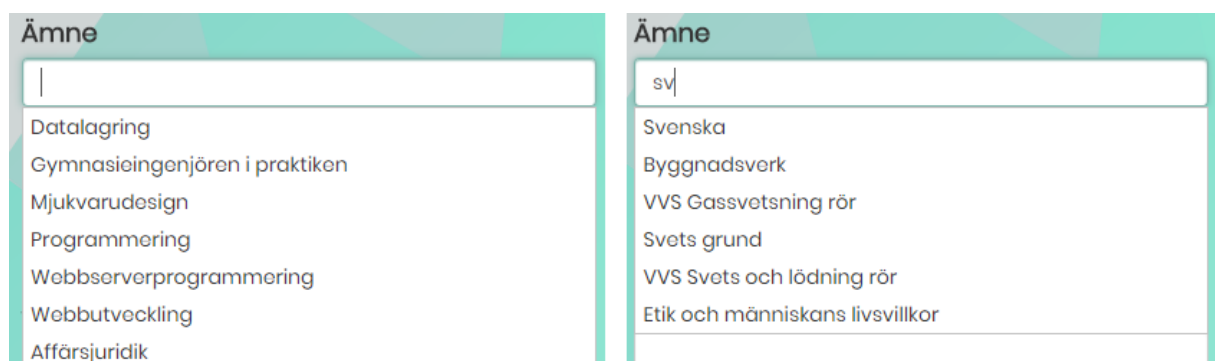 Ämne
Datalagring
Gymnasieingenjören i praktiken
Mjukvarudesign
Programmering
Webbserverprogrammering
Webbutveckling
Affärsjuridik
Ämne
sv
Svenska
Byggnadsverk
VVS Gassvetsning rör
Svets grund
VVS Svets och lödning rör
Etik och människans livsvillkor